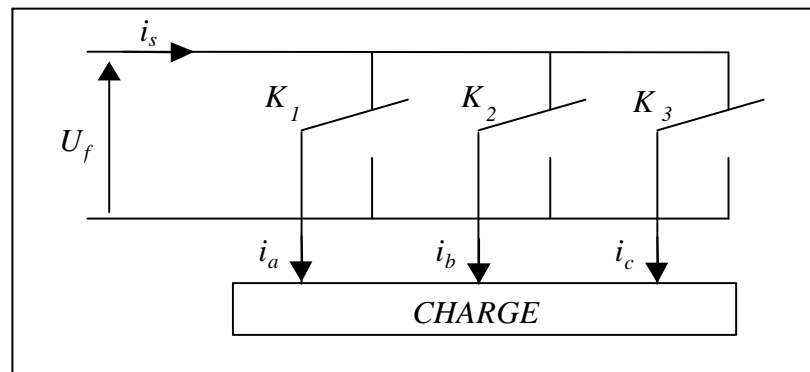 i_s
K_1 K_2 K_3
U_f
i_a i_b i_c
CHARGE